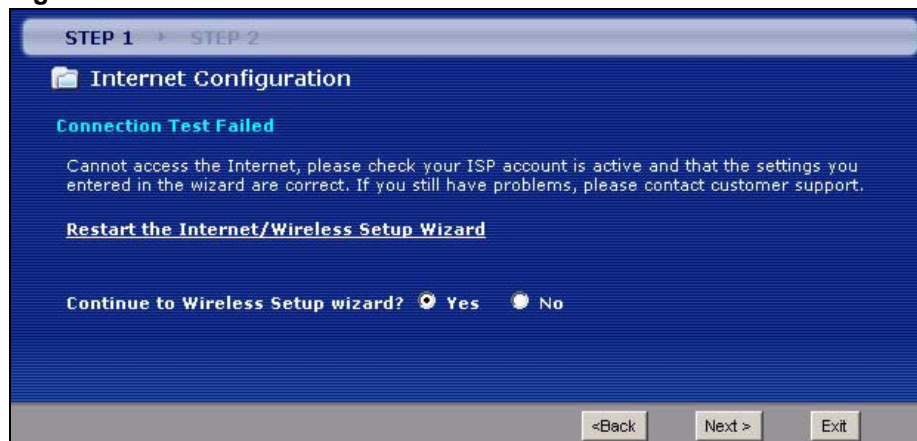 STEP 1 STEP 2
Internet Configuration
Connection Test Failed
Cannot access the Internet, please check your ISP account is active and that the settings you
entered in the wizard are correct. If you still have problems, please contact customer support.
Restart the Internet/Wireless Setup Wizard
Continue to Wireless Setup wizard? Yes No
<Back Next > Exit